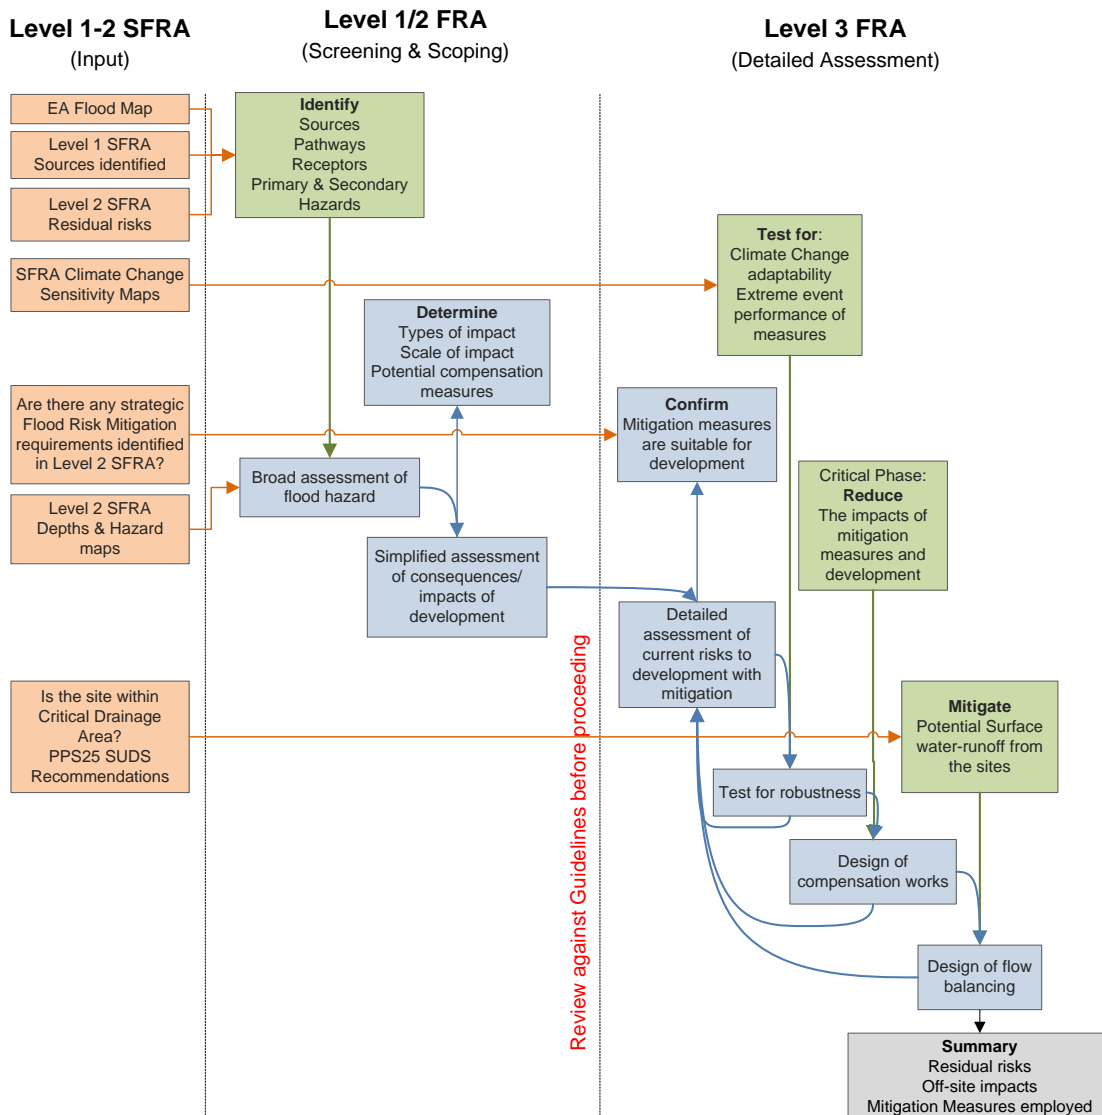 Level 1-2 SFRA
(Input)
Level 1/2 FRA
(Screening & Scoping)
Level 3 FRA
(Detailed Assessment)
EA Flood Map
Level 1 SFRA
Sources identified
Level 2 SFRA
Residual risks
SFRA Climate Change
Sensitivity Maps
Are there any strategic
Flood Risk Mitigation
requirements identified
in Level 2 SFRA?
Level 2 SFRA
Depths & Hazard
maps
Is the site within
Critical Drainage
Area?
PPS25 SUDS
Recommendations
Identify
Sources
Pathways
Receptors
Primary & Secondary
Hazards
Determine
Types of impact
Scale of impact
Potential compensation
measures
Broad assessment of
flood hazard
Simplified assessment
of consequences/
impacts of
development
Review against Guidelines before proceeding
Test for:
Climate Change
adaptability
Extreme event
performance of
measures
Confirm
Mitigation measures
are suitable for
development
Critical Phase:
Reduce
The impacts of
mitigation
measures and
development
Detailed
assessment of
current risks to
development with
mitigation
Mitigate
Potential Surface
water-runoff from
the sites
Test for robustness
Design of
compensation works
Design of flow
balancing
Summary
Residual risks
Off-site impacts
Mitigation Measures employed